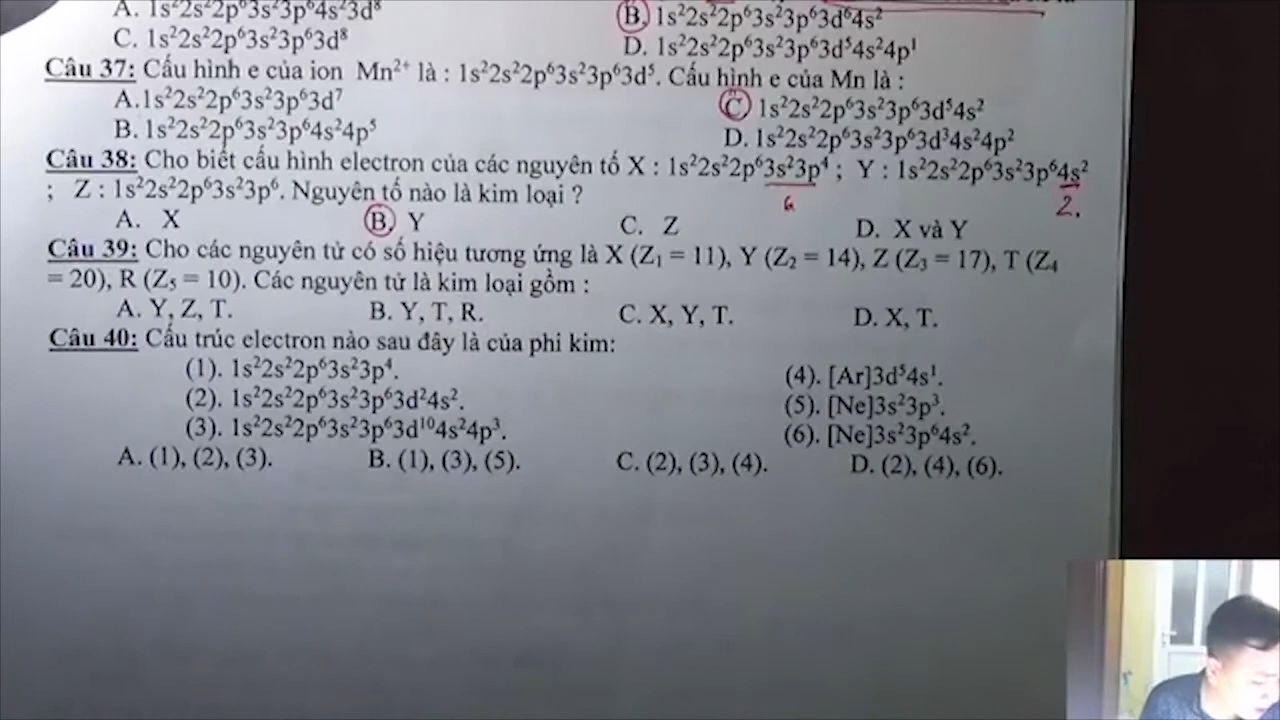 A. 1s²2s²2p⁶3s²3p⁶4s²3d⁸
B. 1s²2s²2p⁶3s²3p⁶3d⁶4s²
C. 1s²2s²2p⁶3s²3p⁶3d⁸
D. 1s²2s²2p⁶3s²3p⁶3d⁵4s²4p¹
Câu 37: Cấu hình e của ion Mn²⁺ là : 1s²2s²2p⁶3s²3p⁶3d⁵. Cấu hình e của Mn là :
A.1s²2s²2p⁶3s²3p⁶3d⁷
C 1s²2s²2p⁶3s²3p⁶3d⁵4s²
B. 1s²2s²2p⁶3s²3p⁶4s²4p⁵
D. 1s²2s²2p⁶3s²3p⁶3d³4s²4p²
Câu 38: Cho biết cấu hình electron của các nguyên tố X : 1s²2s²2p⁶3s²3p⁴ ; Y : 1s²2s²2p⁶3s²3p⁶4s²
; Z : 1s²2s²2p⁶3s²3p⁶. Nguyên tố nào là kim loại ?
6
2.
A. X B. Y C. Z D. X và Y
Câu 39: Cho các nguyên tử có số hiệu tương ứng là X (Z₁ = 11), Y (Z₂ = 14), Z (Z₃ = 17), T (Z₄
= 20), R (Z₅ = 10). Các nguyên tử là kim loại gồm :
A. Y, Z, T. B. Y, T, R. C. X, Y, T. D. X, T.
Câu 40: Cấu trúc electron nào sau đây là của phi kim:
(1). 1s²2s²2p⁶3s²3p⁴.
(4). [Ar]3d⁵4s¹.
(2). 1s²2s²2p⁶3s²3p⁶3d²4s².
(5). [Ne]3s²3p³.
(3). 1s²2s²2p⁶3s²3p⁶3d¹⁰4s²4p³.
(6). [Ne]3s²3p⁶4s².
A. (1), (2), (3). B. (1), (3), (5). C. (2), (3), (4). D. (2), (4), (6).